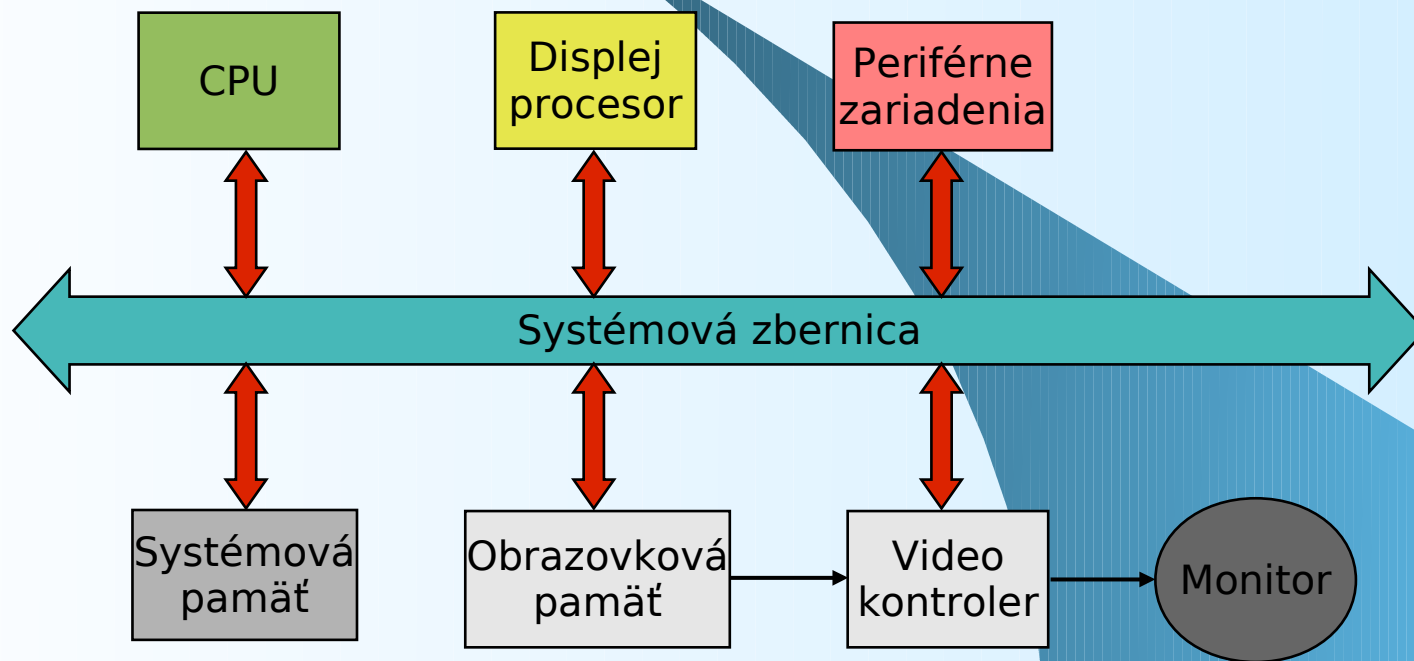 CPU
Displej
procesor
Periférne
zariadenia
Systémová zbernica
Systémová
pamäť
Obrazovková
pamäť
Video
kontroler
Monitor